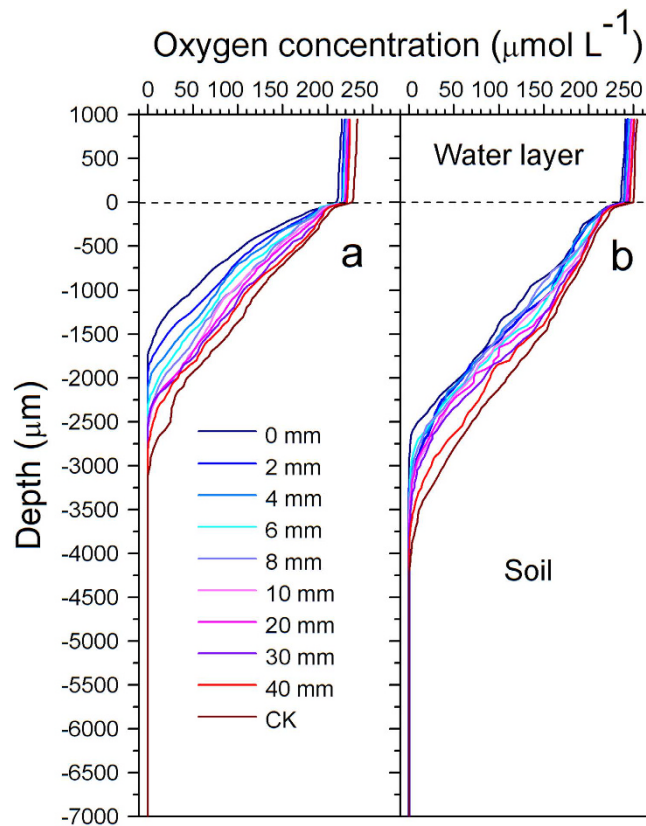 Oxygen concentration (μmol L⁻¹)
0 50 100 150 200 250 0 50 100 150 200 250
Depth (μm)
1000
500
0
-500
-1000
-1500
-2000
-2500
-3000
-3500
-4000
-4500
-5000
-5500
-6000
-6500
-7000
Water layer
a
b
0 mm
2 mm
4 mm
6 mm
8 mm
10 mm
20 mm
30 mm
40 mm
CK
Soil